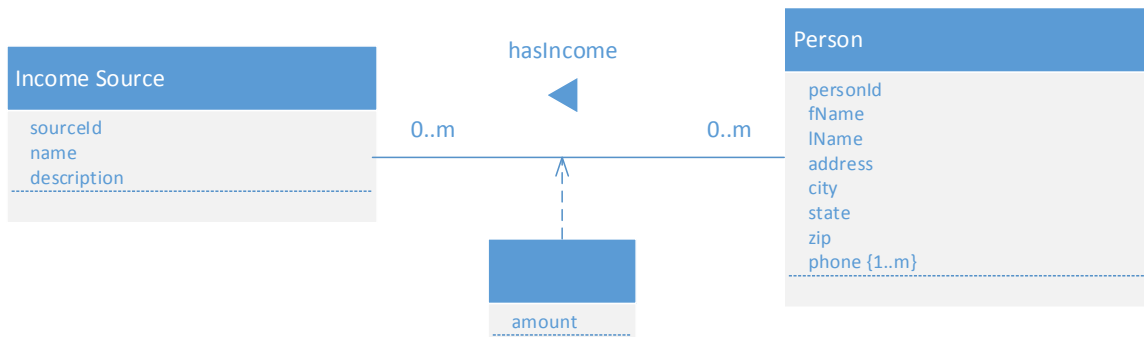 Income Source
sourceId
name
description
hasIncome
0..m
0..m
Person
personId
fName
lName
address
city
state
zip
phone {1..m}
amount